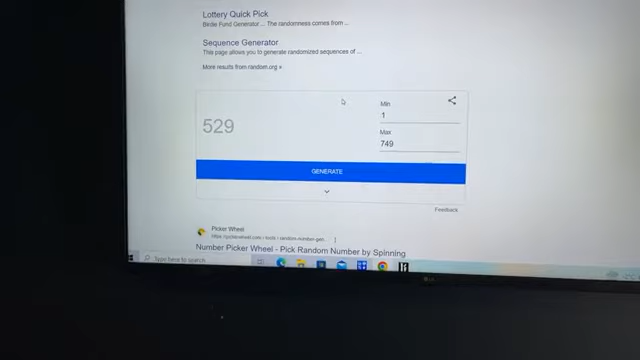 Lottery Quick Pick
Birdie Fund Generator ... The randomness comes from ...
Sequence Generator
This page allows you to generate randomized sequences of ...
More results from random.org »
Min
1
529
Max
749
GENERATE
Feedback
Picker Wheel
Number Picker Wheel - Pick Random Number by Spinning
Type here to search
LG